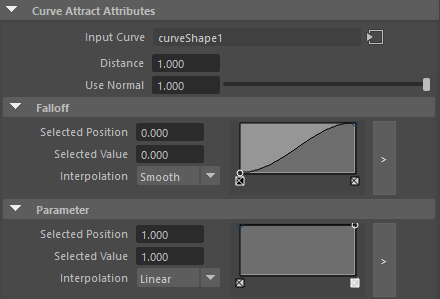 Curve Attract Attributes
Input Curve curveShape1
Distance 1.000
Use Normal 1.000
Falloff
Selected Position 0.000
Selected Value 0.000
Interpolation Smooth
>
Parameter
Selected Position 1.000
Selected Value 1.000
Interpolation Linear
>